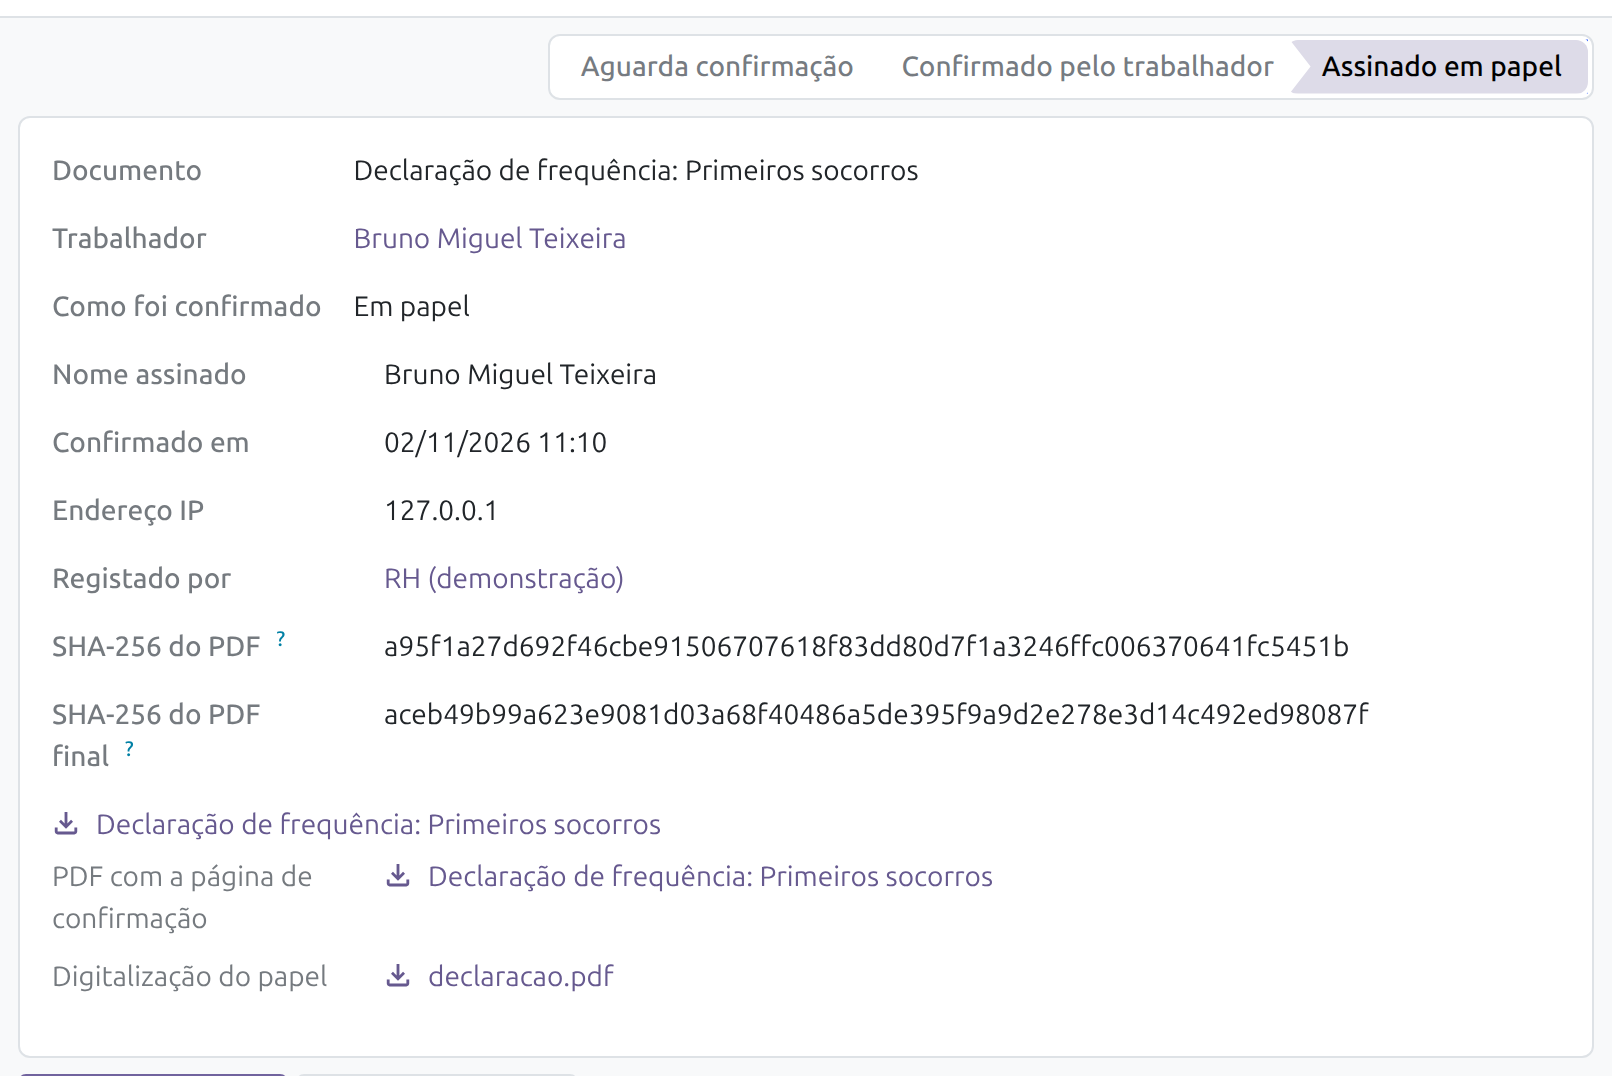 Aguarda confirmação Confirmado pelo trabalhador Assinado em papel
Documento Declaração de frequência: Primeiros socorros
Trabalhador Bruno Miguel Teixeira
Como foi confirmado Em papel
Nome assinado Bruno Miguel Teixeira
Confirmado em 02/11/2026 11:10
Endereço IP 127.0.0.1
Registado por RH (demonstração)
SHA-256 do PDF ? a95f1a27d692f46cbe91506707618f83dd80d7f1a3246ffc006370641fc5451b
SHA-256 do PDF aceb49b99a623e9081d03a68f40486a5de395f9a9d2e278e3d14c492ed98087f
final ?
Declaração de frequência: Primeiros socorros
PDF com a página de Declaração de frequência: Primeiros socorros
confirmação
Digitalização do papel declaracao.pdf